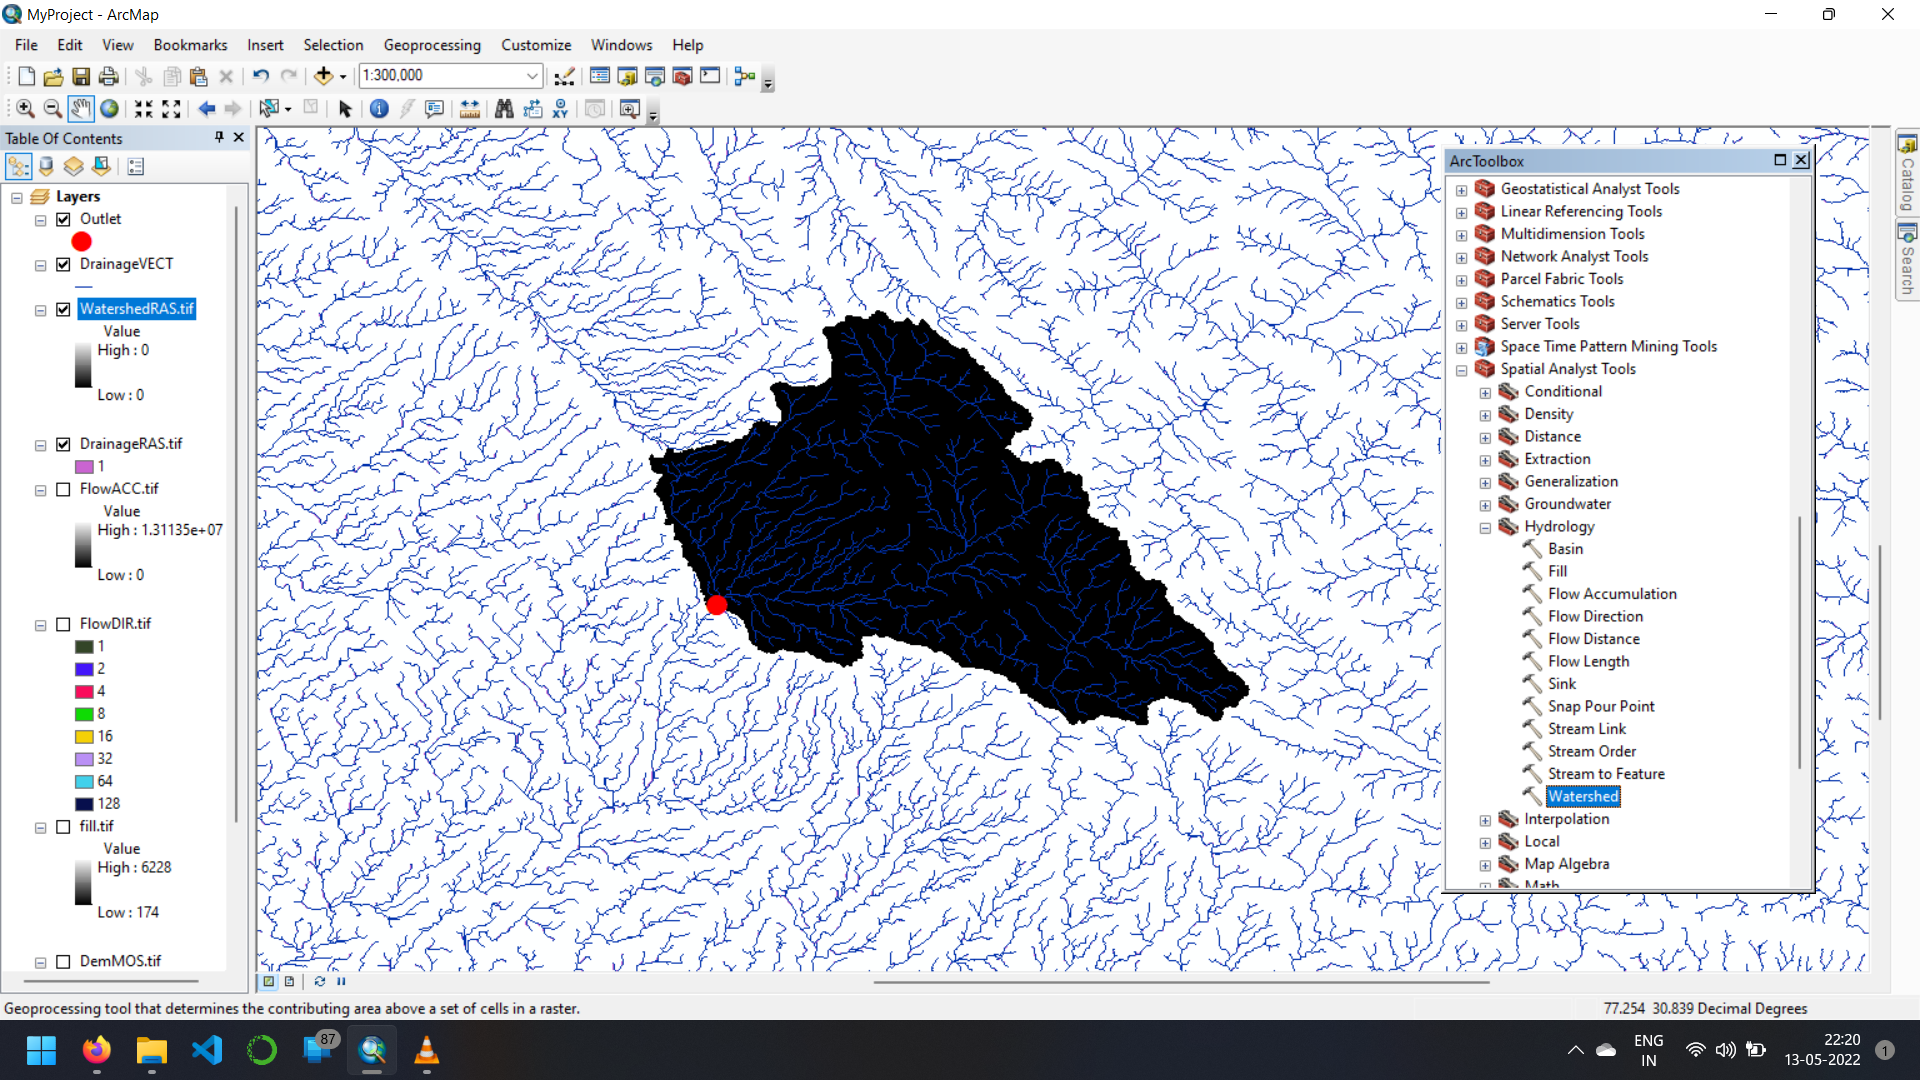 MyProject - ArcMap
File Edit View Bookmarks Insert Selection Geoprocessing Customize Windows Help
1:300,000
Table Of Contents
Layers
Outlet
DrainageVECT
WatershedRAS.tif
Value
High : 0
Low : 0
DrainageRAS.tif
1
FlowACC.tif
Value
High : 1.31135e+07
Low : 0
FlowDIR.tif
1
2
4
8
16
32
64
128
fill.tif
Value
High : 6228
Low : 174
DemMOS.tif
ArcToolbox
Geostatistical Analyst Tools
Linear Referencing Tools
Multidimension Tools
Network Analyst Tools
Parcel Fabric Tools
Schematics Tools
Server Tools
Space Time Pattern Mining Tools
Spatial Analyst Tools
Conditional
Density
Distance
Extraction
Generalization
Groundwater
Hydrology
Basin
Fill
Flow Accumulation
Flow Direction
Flow Distance
Flow Length
Sink
Snap Pour Point
Stream Link
Stream Order
Stream to Feature
Watershed
Interpolation
Local
Map Algebra
Math
Catalog
Search
Geoprocessing tool that determines the contributing area above a set of cells in a raster.
77.254 30.839 Decimal Degrees
87
ENG
IN
22:20
13-05-2022
1